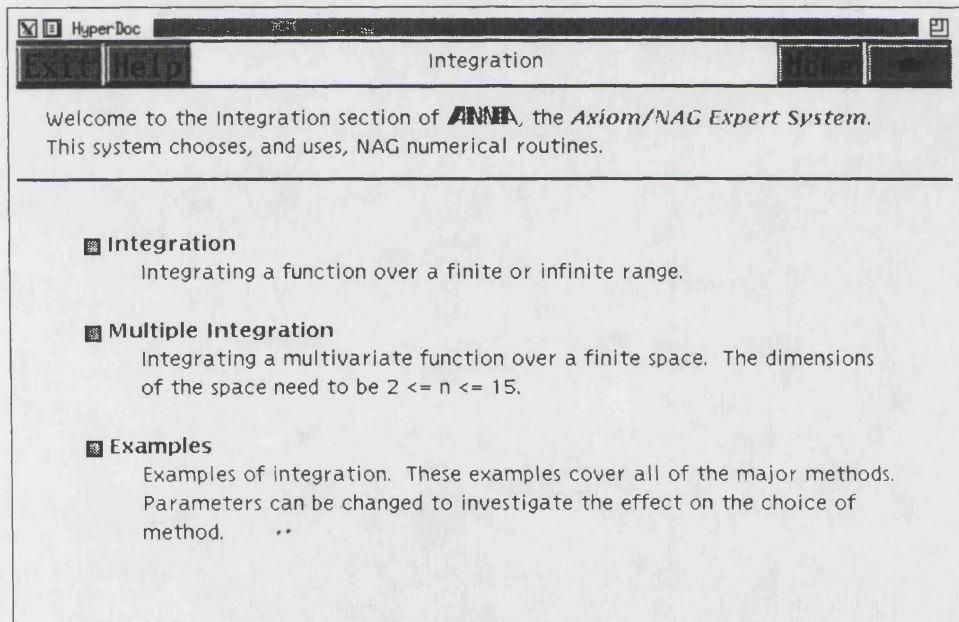 HyperDoc
Exit Help Integration Home
Welcome to the Integration section of ANNA, the Axiom/NAG Expert System.
This system chooses, and uses, NAG numerical routines.
Integration
Integrating a function over a finite or infinite range.
Multiple Integration
Integrating a multivariate function over a finite space. The dimensions
of the space need to be 2 <= n <= 15.
Examples
Examples of integration. These examples cover all of the major methods.
Parameters can be changed to investigate the effect on the choice of
method.